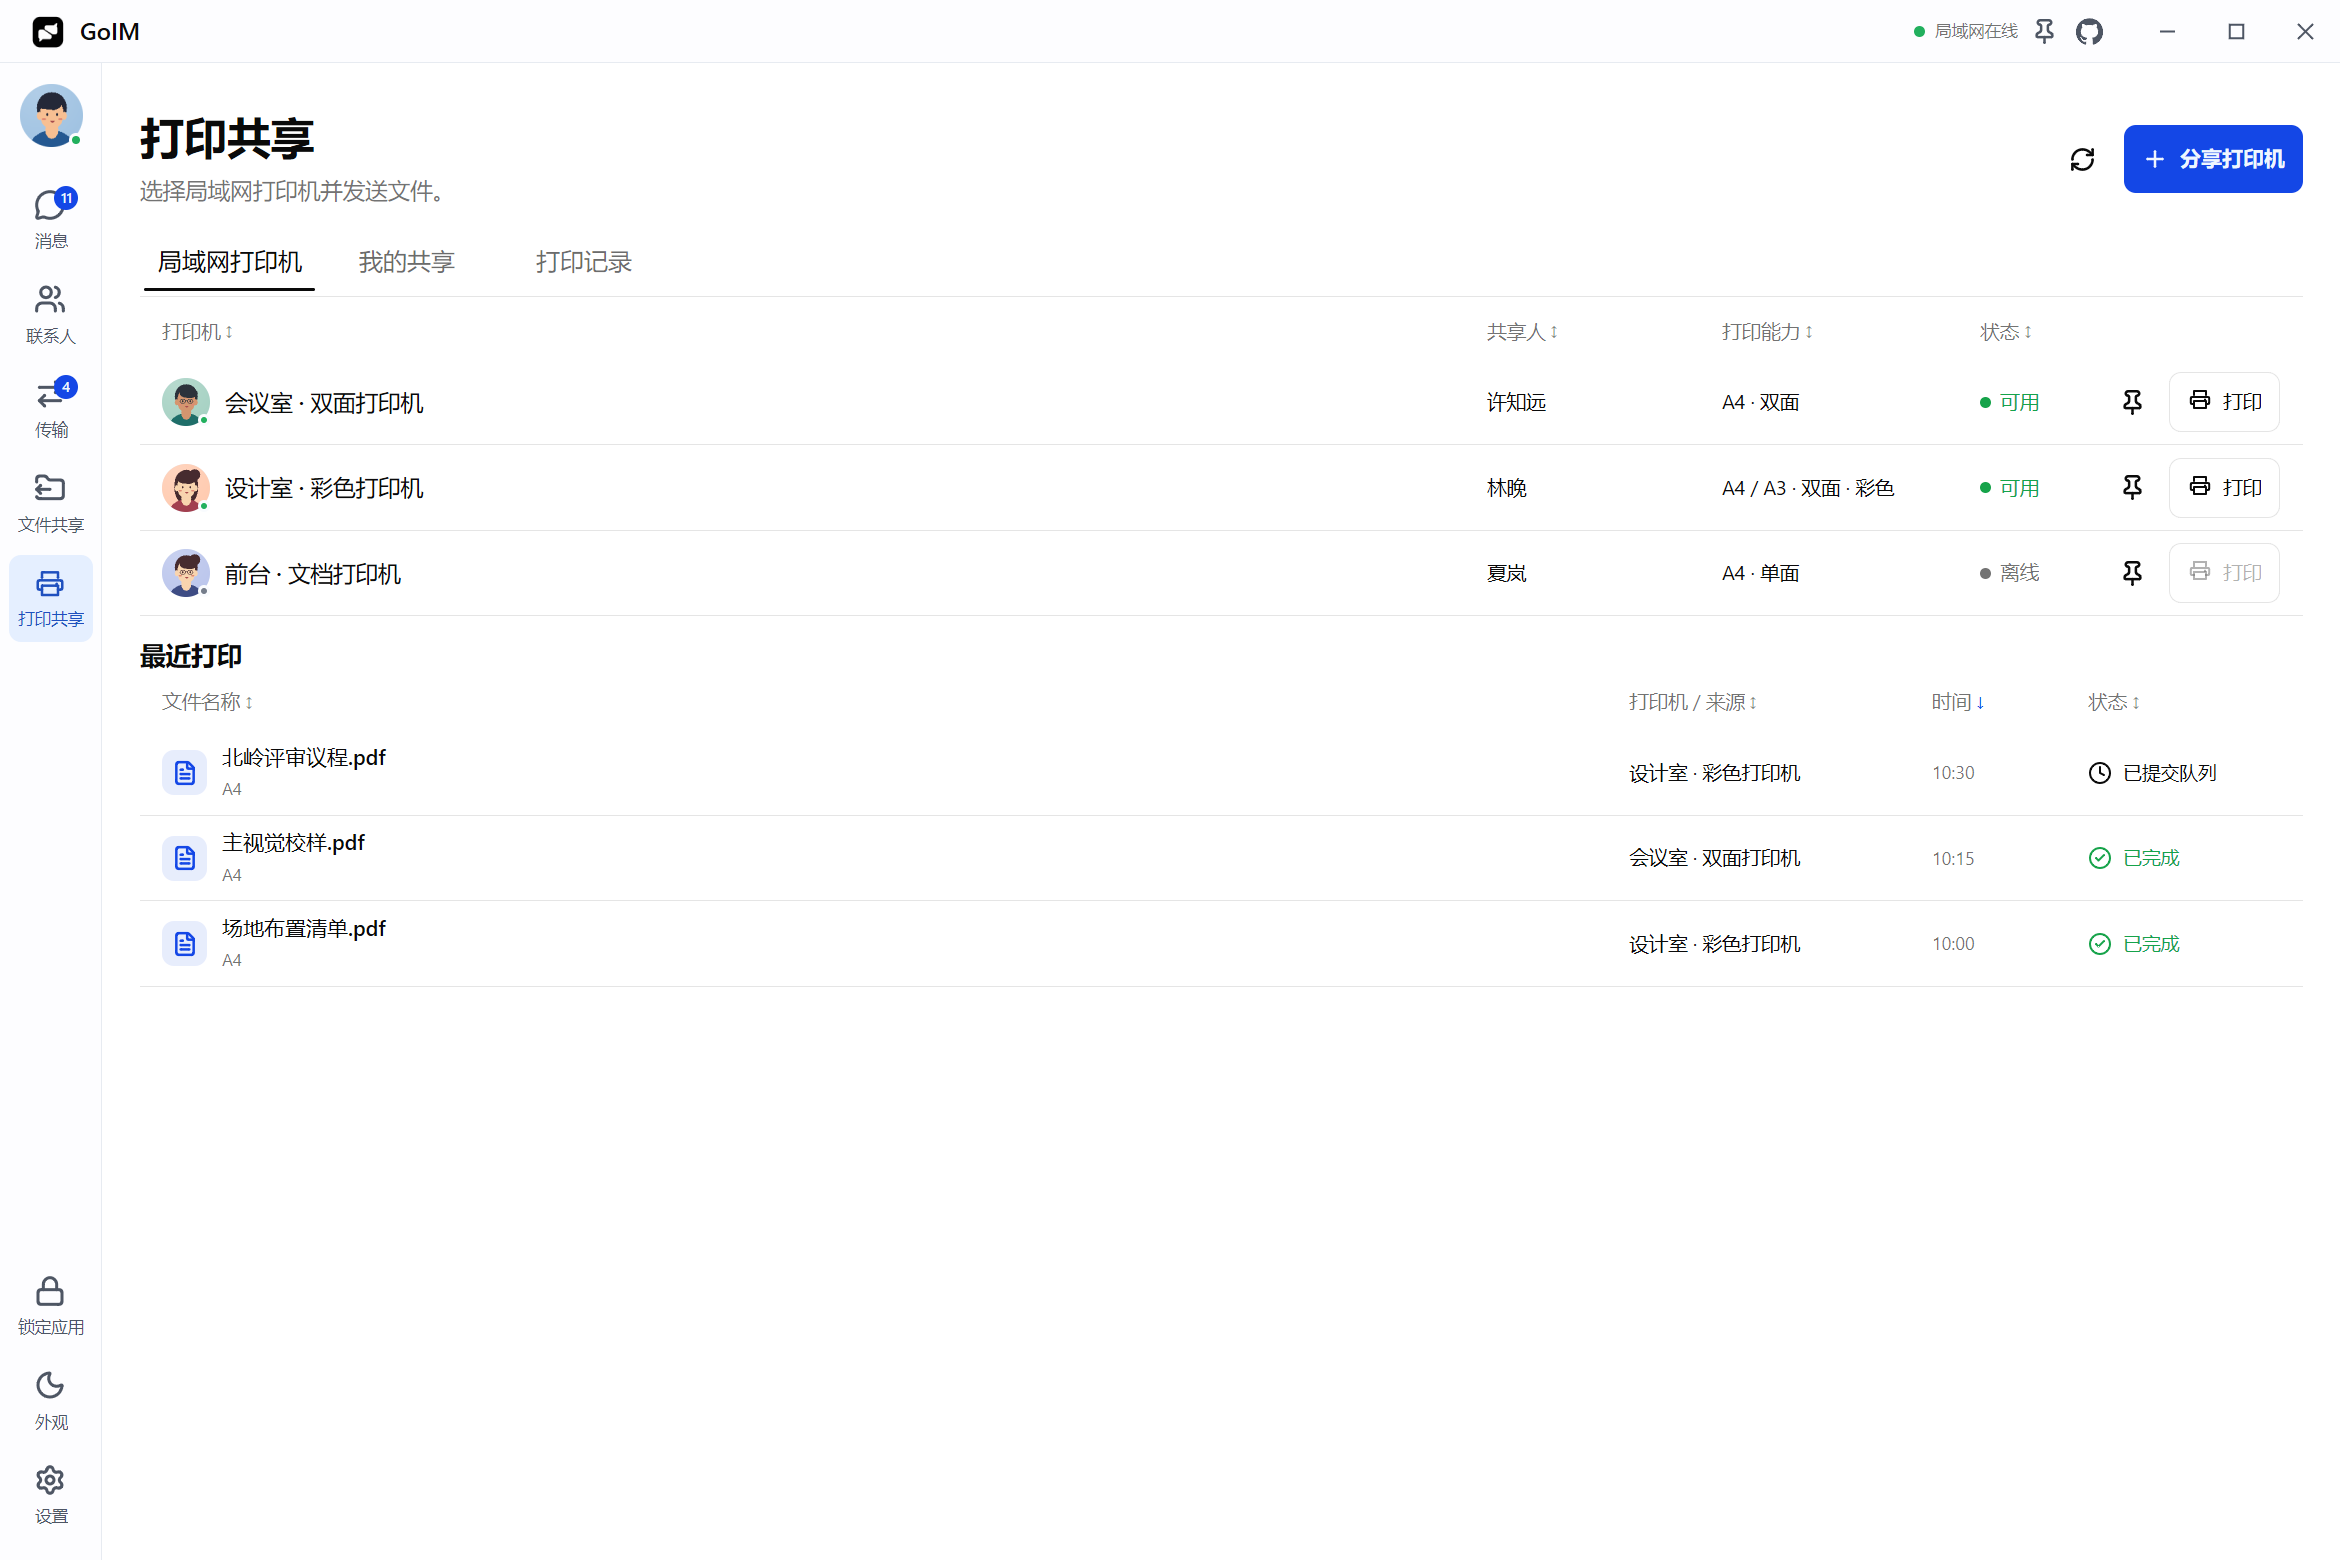 GoIM
局域网在线
打印共享
选择局域网打印机并发送文件。
分享打印机
局域网打印机 我的共享 打印记录
打印机 共享人 打印能力 状态
会议室 · 双面打印机 许知远 A4 · 双面 可用 打印
设计室 · 彩色打印机 林晚 A4 / A3 · 双面 · 彩色 可用 打印
前台 · 文档打印机 夏岚 A4 · 单面 离线 打印
最近打印
文件名称 打印机 / 来源 时间 状态
北岭评审议程.pdf
A4
设计室 · 彩色打印机 10:30 已提交队列
主视觉校样.pdf
A4
会议室 · 双面打印机 10:15 已完成
场地布置清单.pdf
A4
设计室 · 彩色打印机 10:00 已完成
11
消息
联系人
4
传输
文件共享
打印共享
锁定应用
外观
设置